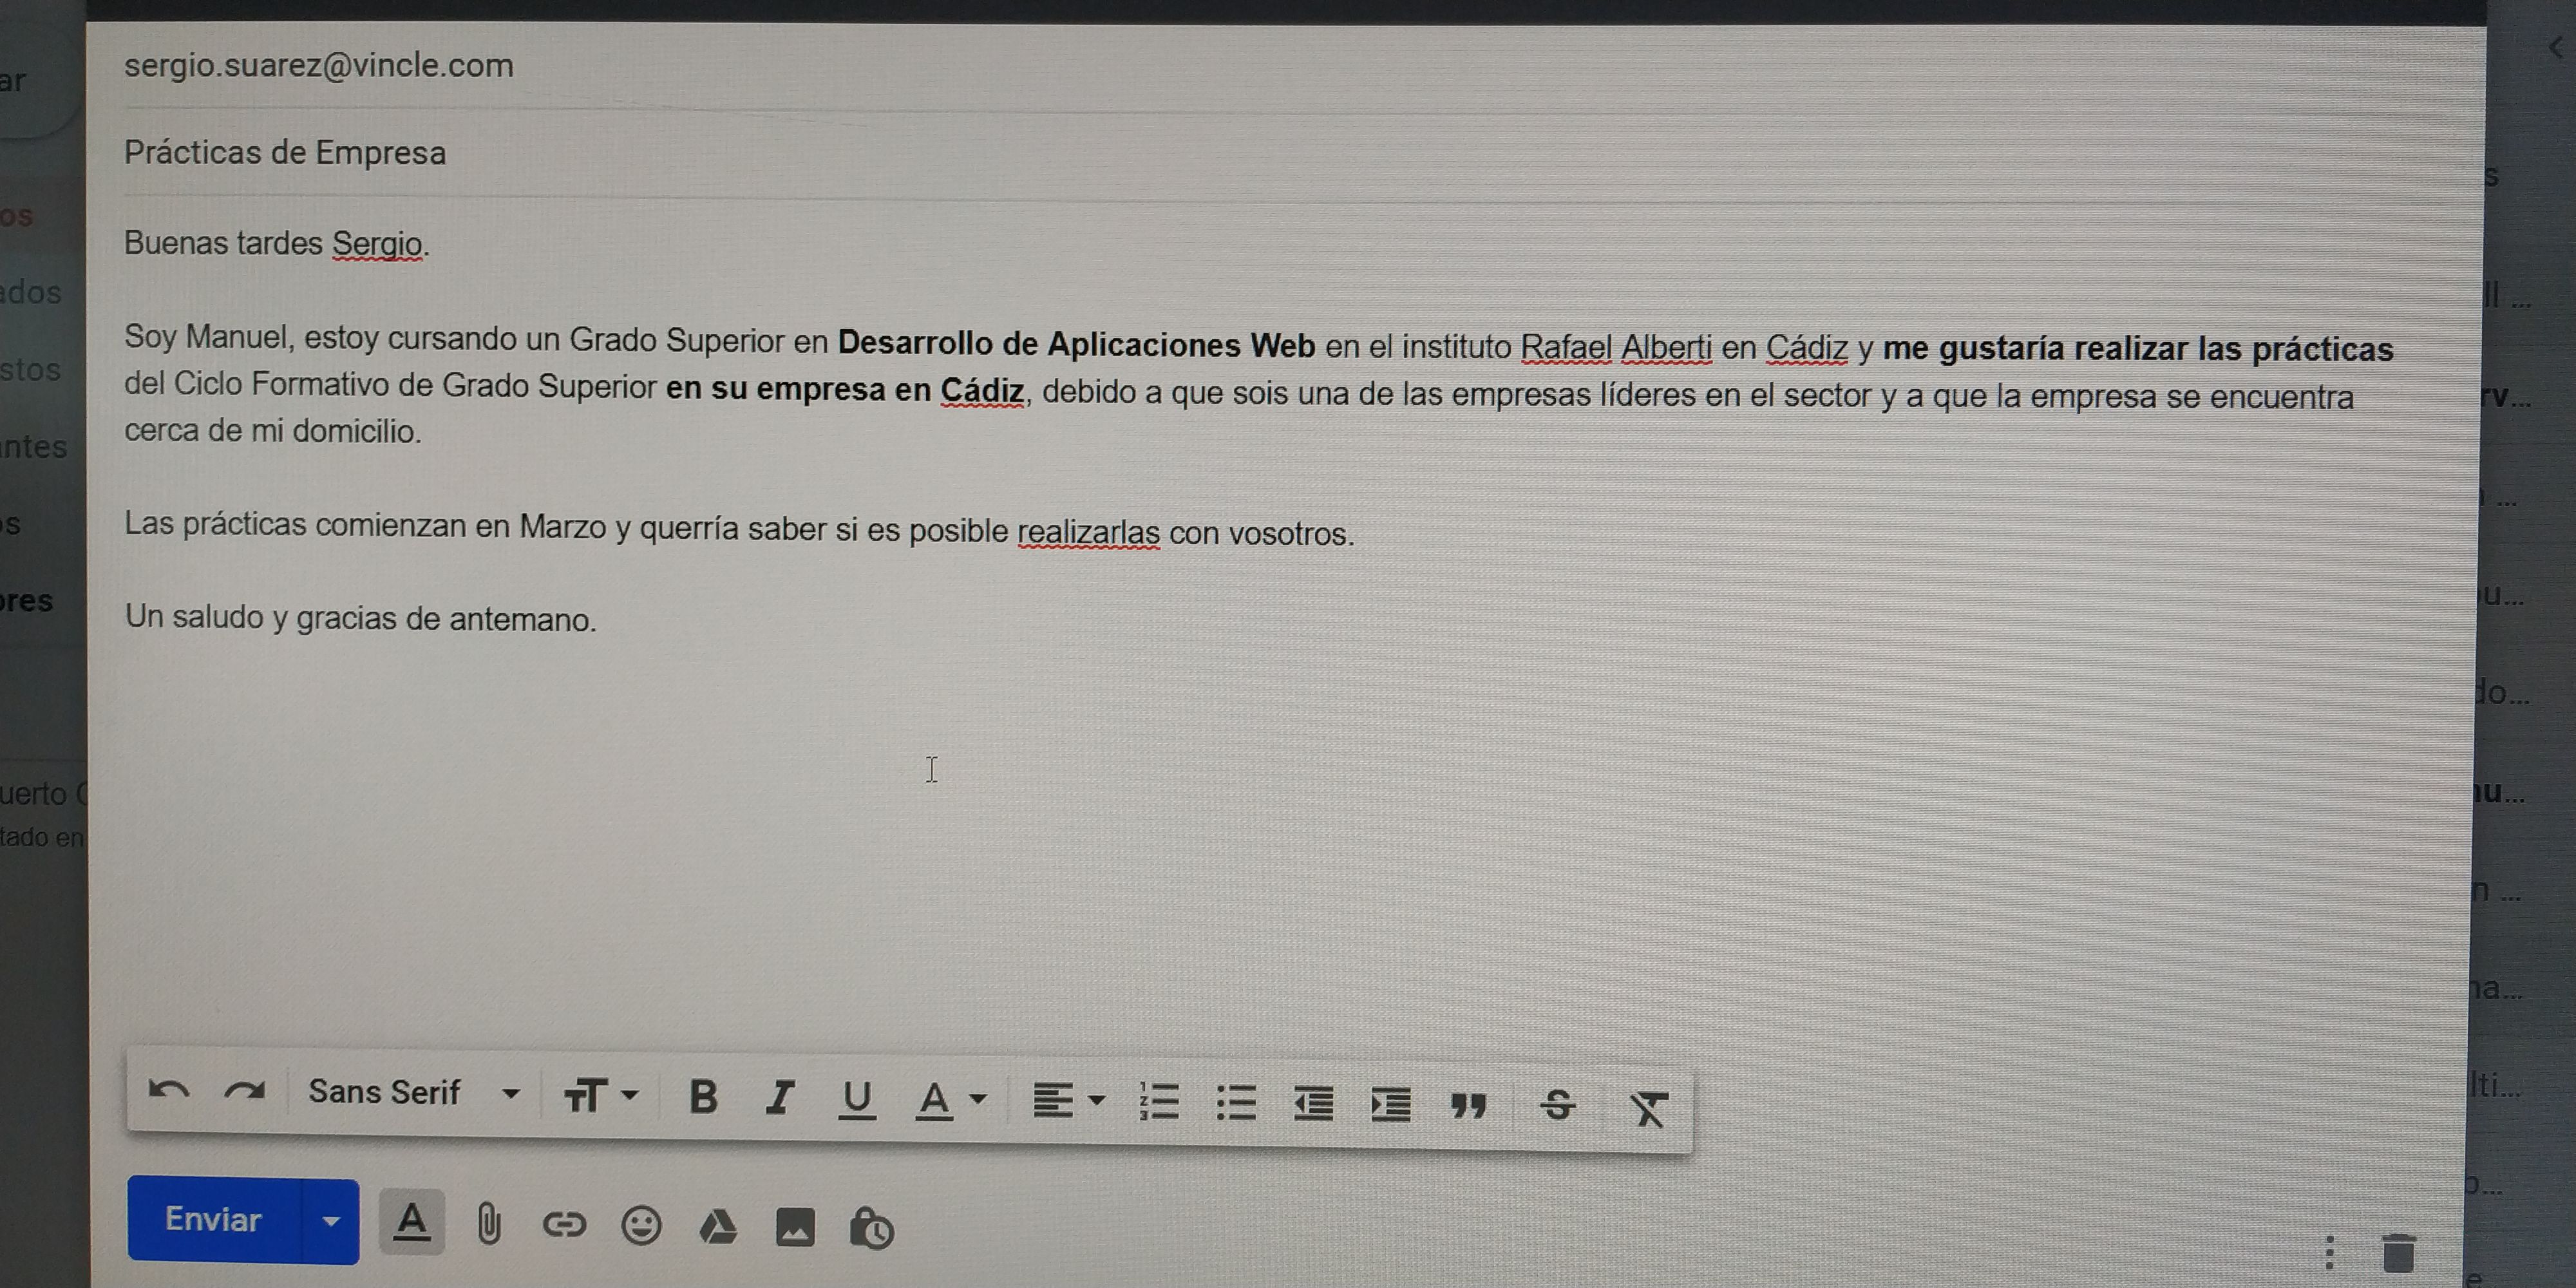 sergio.suarez@vincle.com
Prácticas de Empresa
Buenas tardes Sergio.
Soy Manuel, estoy cursando un Grado Superior en Desarrollo de Aplicaciones Web en el instituto Rafael Alberti en Cádiz y me gustaría realizar las prácticas
del Ciclo Formativo de Grado Superior en su empresa en Cádiz, debido a que sois una de las empresas líderes en el sector y a que la empresa se encuentra
cerca de mi domicilio.
Las prácticas comienzan en Marzo y querría saber si es posible realizarlas con vosotros.
Un saludo y gracias de antemano.
Sans Serif
Enviar